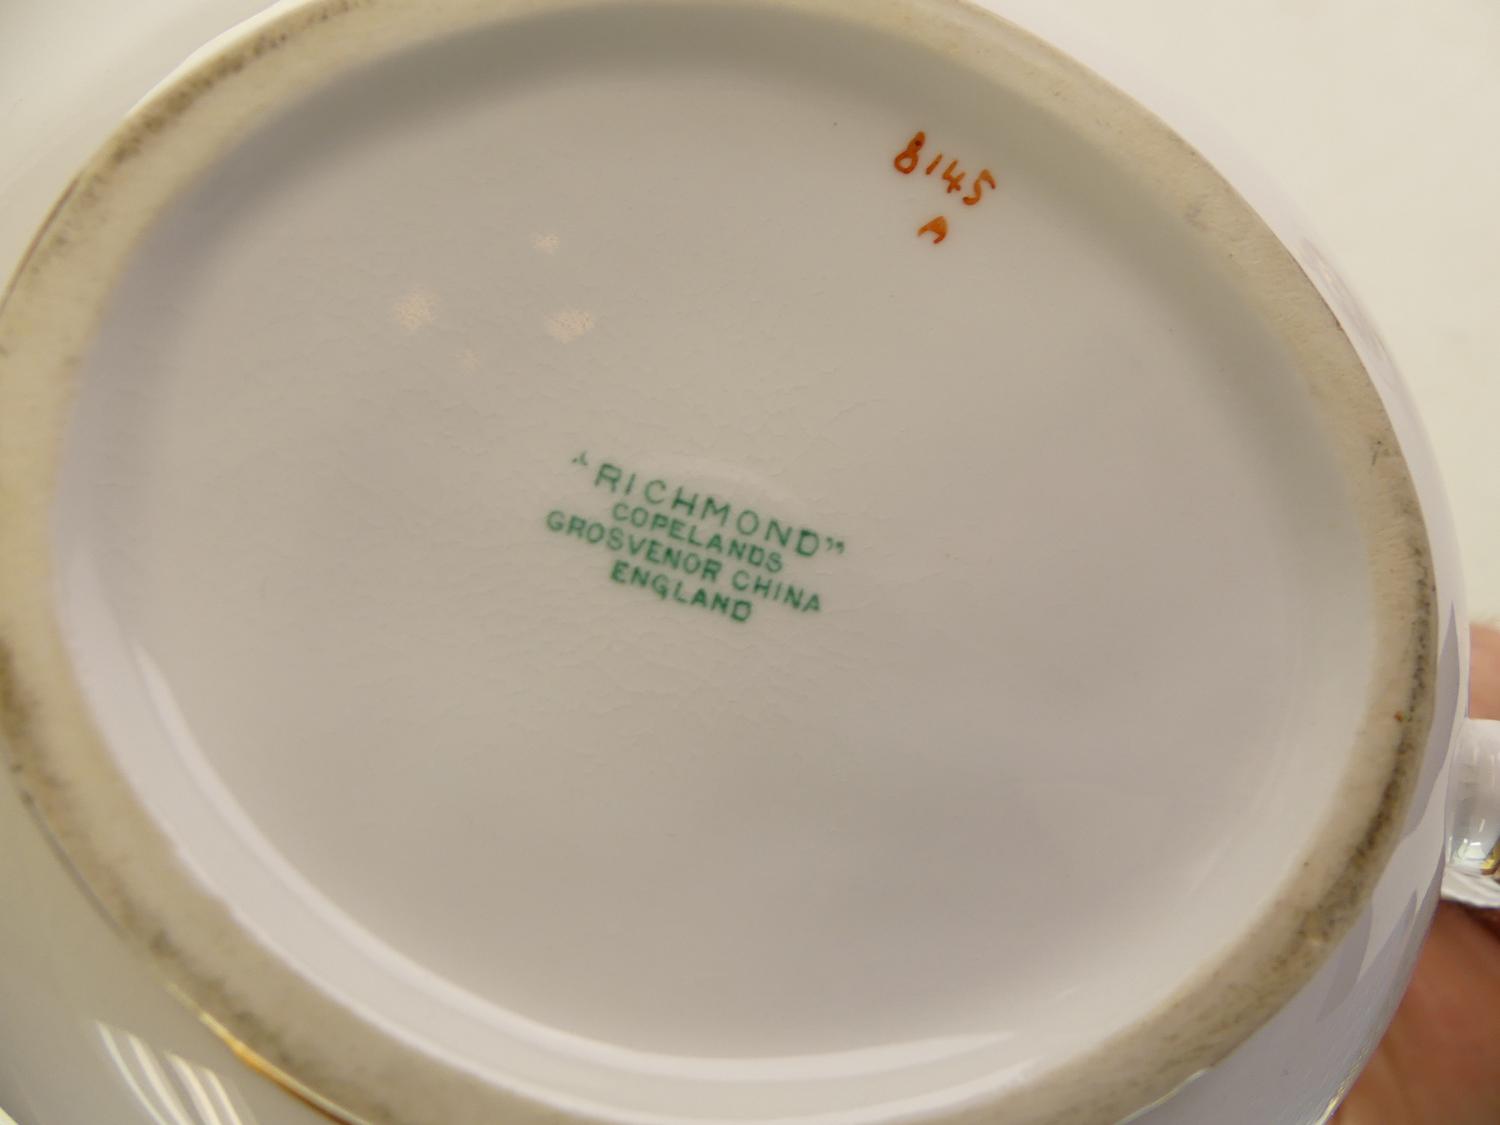 8145
A
"RICHMOND"
COPELANDS
GROSVENOR CHINA
ENGLAND